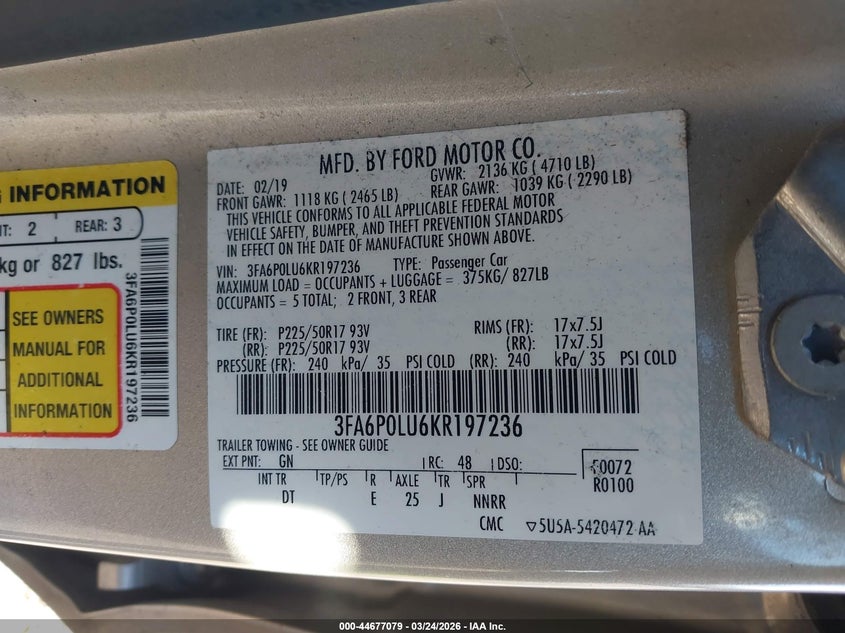 G INFORMATION
NT: 2 REAR: 3
kg or 827 lbs.
SEE OWNERS
MANUAL FOR
ADDITIONAL
INFORMATION
3FA6P0LU6KR197236
MFD. BY FORD MOTOR CO.
DATE: 02/19 GVWR: 2136 KG ( 4710 LB)
FRONT GAWR: 1118 KG ( 2465 LB) REAR GAWR: 1039 KG ( 2290 LB)
THIS VEHICLE CONFORMS TO ALL APPLICABLE FEDERAL MOTOR
VEHICLE SAFETY, BUMPER, AND THEFT PREVENTION STANDARDS
IN EFFECT ON THE DATE OF MANUFACTURE SHOWN ABOVE.
VIN: 3FA6P0LU6KR197236 TYPE: Passenger Car
MAXIMUM LOAD = OCCUPANTS + LUGGAGE = 375KG/ 827LB
OCCUPANTS = 5 TOTAL; 2 FRONT, 3 REAR
TIRE (FR): P225/50R17 93V RIMS (FR): 17x7.5J
(RR): P225/50R17 93V (RR): 17x7.5J
PRESSURE (FR): 240 kPa/ 35 PSI COLD (RR): 240 kPa/ 35 PSI COLD
3FA6P0LU6KR197236
TRAILER TOWING - SEE OWNER GUIDE
EXT PNT: GN RC: 48 DSO: 0072
INT TR TP/PS R AXLE TR SPR R0100
DT E 25 J NNRR
CMC ▽5U5A-5420472 AA
000-44677079 — 03/24/2026 — IAA Inc.